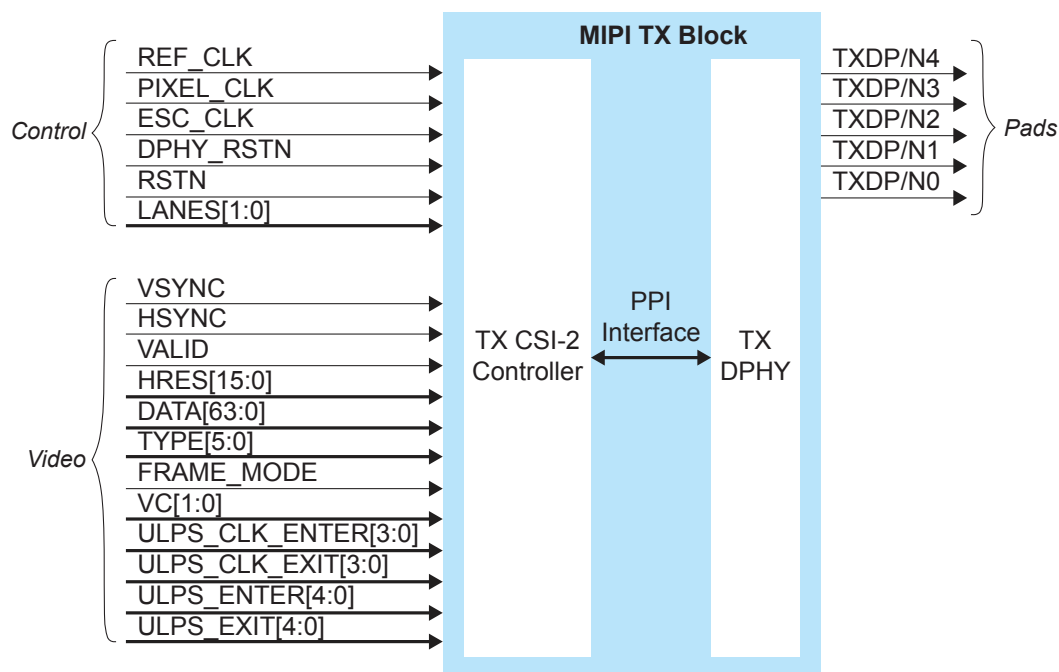 MIPI TX Block
Control
REF_CLK
PIXEL_CLK
ESC_CLK
DPHY_RSTN
RSTN
LANES[1:0]
Video
VSYNC
HSYNC
VALID
HRES[15:0]
DATA[63:0]
TYPE[5:0]
FRAME_MODE
VC[1:0]
ULPS_CLK_ENTER[3:0]
ULPS_CLK_EXIT[3:0]
ULPS_ENTER[4:0]
ULPS_EXIT[4:0]
TX CSI-2
Controller
PPI
Interface
TX
DPHY
TXDP/N4
TXDP/N3
TXDP/N2
TXDP/N1
TXDP/N0
Pads